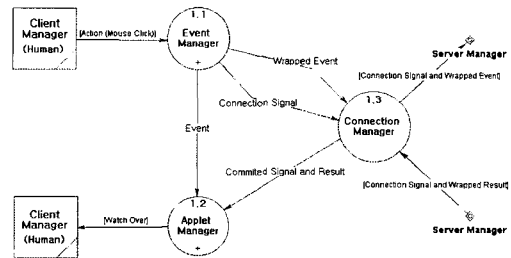 Client
Manager
(Human)
[Action (Mouse Click)]
1.1
Event
Manager
+
Wrapped Event
Connection Signal
Event
Server Manager
[Connection Signal and Wrapped Event]
1.3
Connection
Manager
Commited Signal and Result
[Connection Signal and Wrapped Result]
Server Manager
Client
Manager
(Human)
[Watch Over]
1.2
Applet
Manager
+